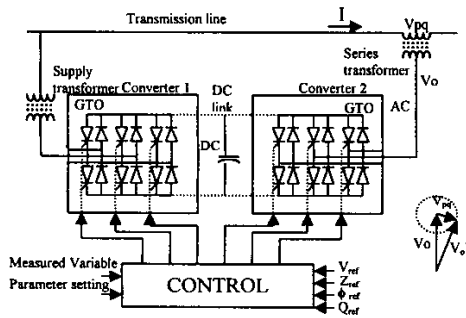 Transmission line
I
Vpq
Series
transformer
Vo
Supply
transformer
Converter 1
DC
link
Converter 2
GTO
GTO
AC
DC
Vpq
Vo
Vo'
Measured Variable
Parameter setting
CONTROL
Vref
Zref
ϕref
Qref